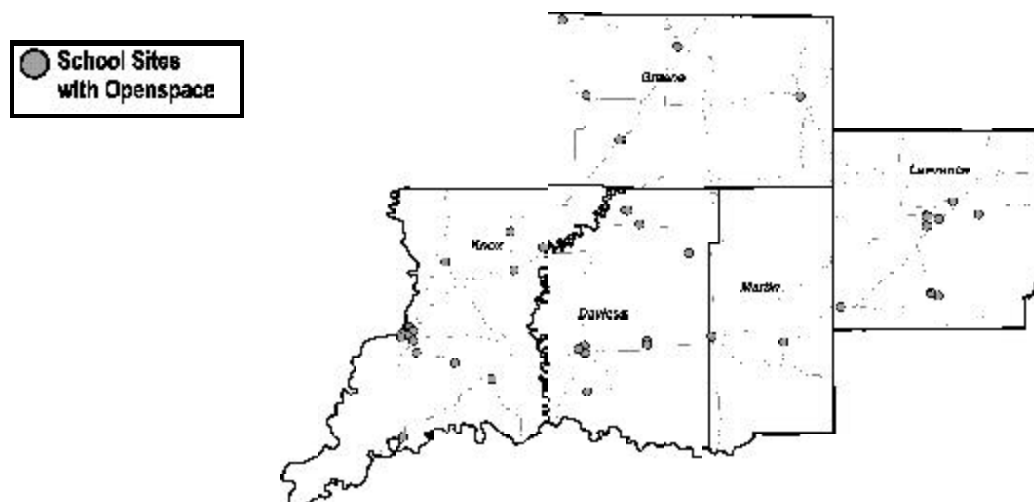 School Sites
with Openspace
Greene
Lawrence
Knox
Martin
Daviess